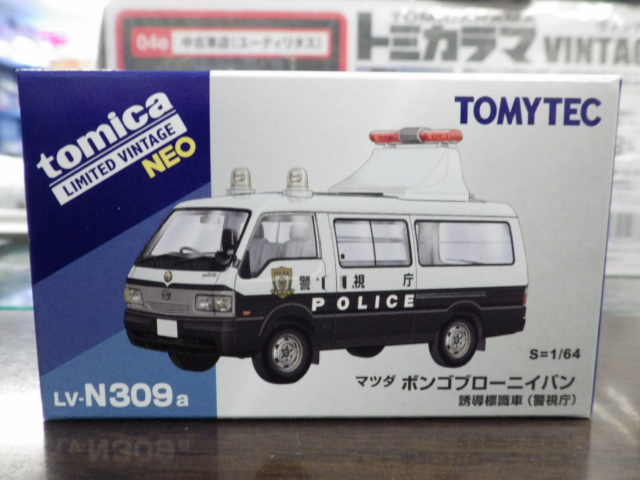 04e 中古車店(ユーティリタス)
トミカラマ VINTAGE
tomica
LIMITED VINTAGE
NEO
TOMYTEC
警視庁
POLICE
S=1/64
マツダ ボンゴブローニイバン
誘導標識車(警視庁)
LV-N309a